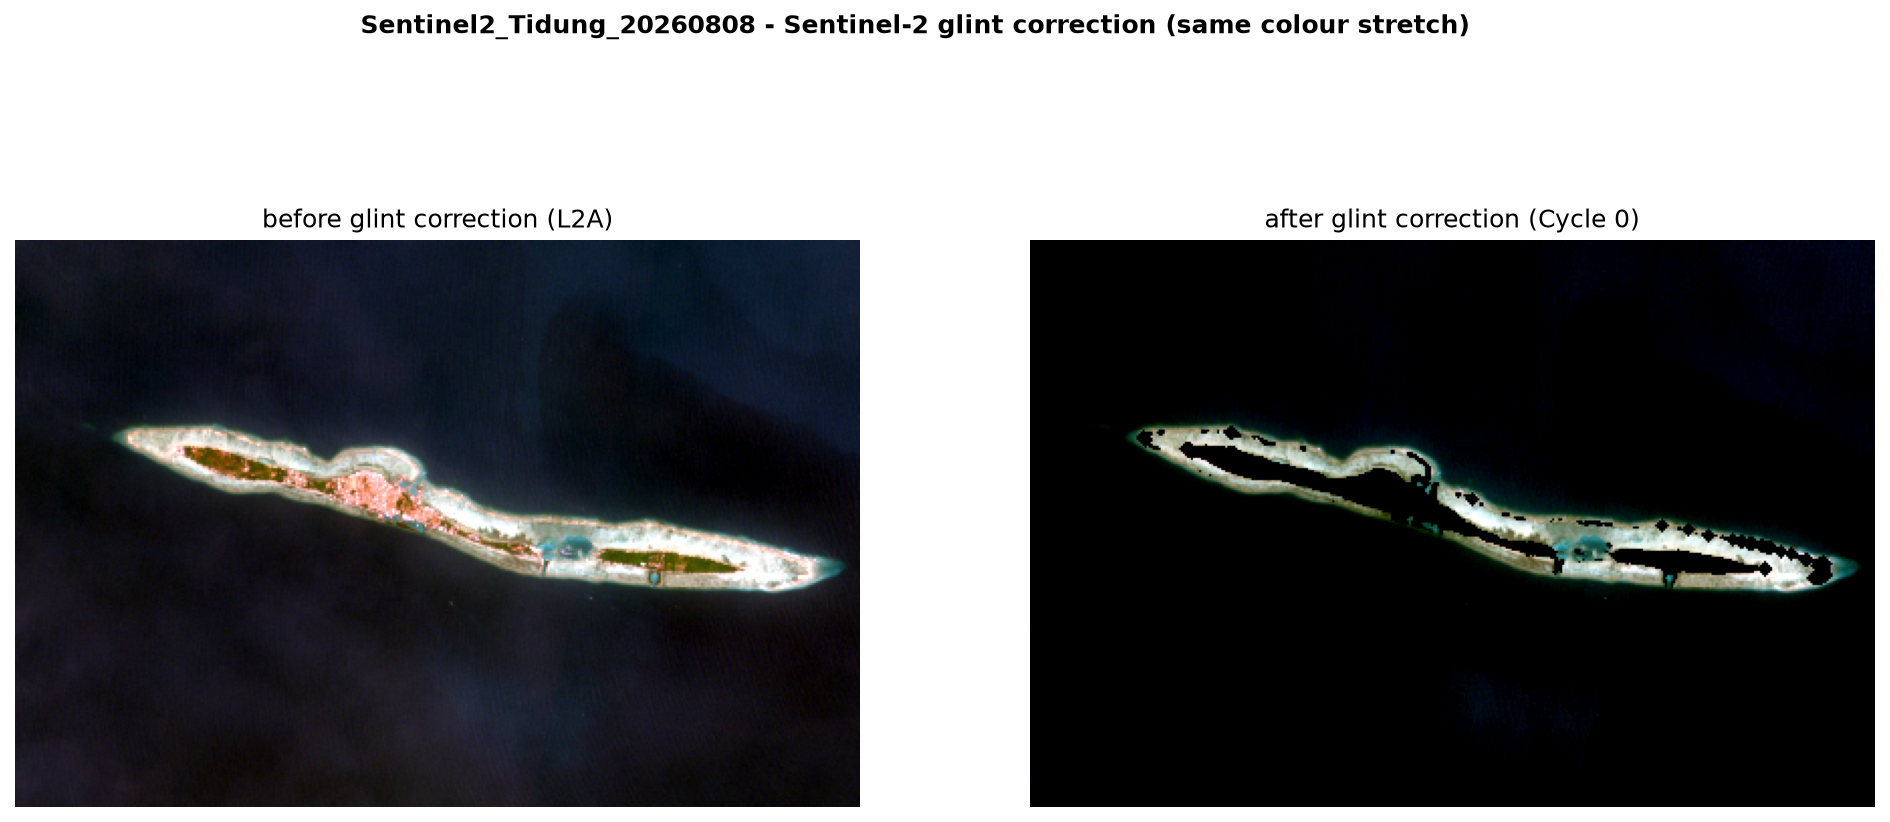 Sentinel2_Tidung_20260808 - Sentinel-2 glint correction (same colour stretch)
before glint correction (L2A)
after glint correction (Cycle 0)